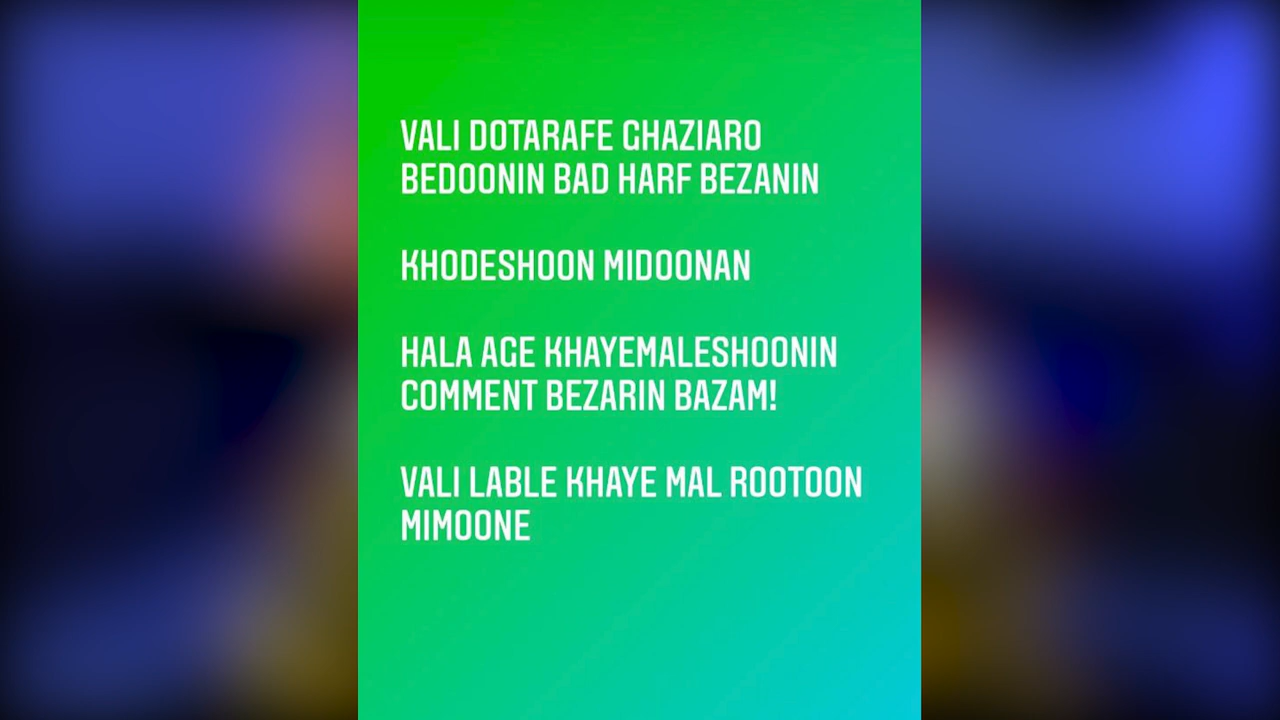 VALI DOTARAFE GHAZIARO
BEDOONIN BAD HARF BEZANIN
KHODESHOON MIDOONAN
HALA AGE KHAYEMALESHOONIN
COMMENT BEZARIN BAZAM!
VALI LABLE KHAYE MAL ROOTOON
MIMOONE